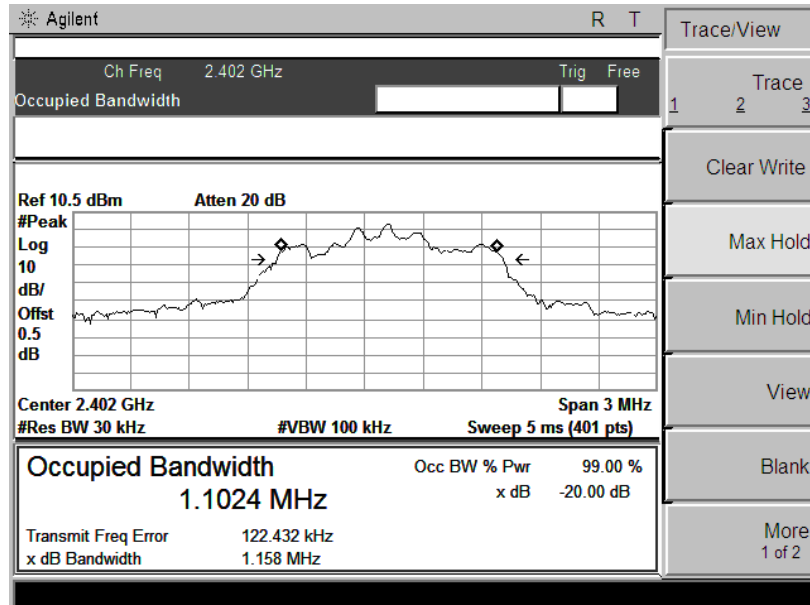 Agilent R T
Trace/View
Ch Freq 2.402 GHz Trig Free
Occupied Bandwidth
Trace
1 2 3
Clear Write
Max Hold
Min Hold
View
Blank
More
1 of 2
Ref 10.5 dBm Atten 20 dB
#Peak
Log
10
dB/
Offst
0.5
dB
Center 2.402 GHz Span 3 MHz
#Res BW 30 kHz #VBW 100 kHz Sweep 5 ms (401 pts)
Occupied Bandwidth Occ BW % Pwr 99.00 %
1.1024 MHz x dB -20.00 dB
Transmit Freq Error 122.432 kHz
x dB Bandwidth 1.158 MHz